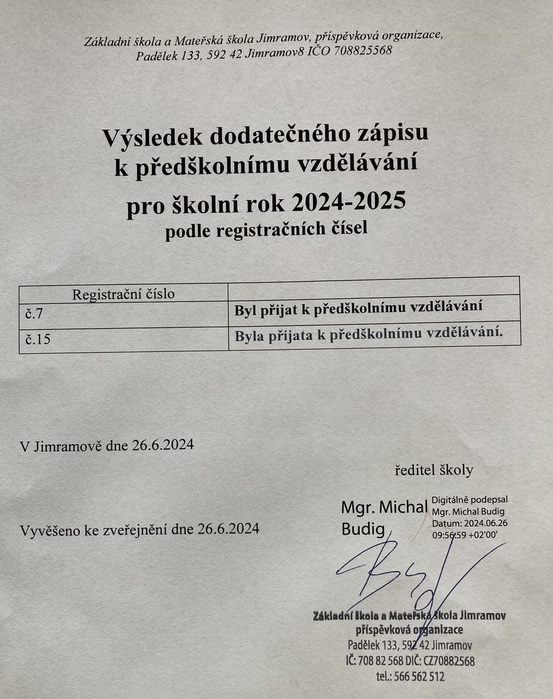 Základní škola a Mateřská škola Jimramov, příspěvková organizace,
Padělek 133, 592 42 Jimramov8 IČO 708825568
Výsledek dodatečného zápisu
k předškolnímu vzdělávání
pro školní rok 2024-2025
podle registračních čísel
Registrační číslo
č.7 Byl přijat k předškolnímu vzdělávání
č.15 Byla přijata k předškolnímu vzdělávání.
V Jimramově dne 26.6.2024
ředitel školy
Mgr. Michal
Budig
Digitálně podepsal
Mgr. Michal Budig
Datum: 2024.06.26
09:56:59 +02'00'
Vyvěšeno ke zveřejnění dne 26.6.2024
Základní škola a Mateřská škola Jimramov
příspěvková organizace
Padělek 133, 592 42 Jimramov
IČ: 708 82 568 DIČ: CZ70882568
tel.: 566 562 512